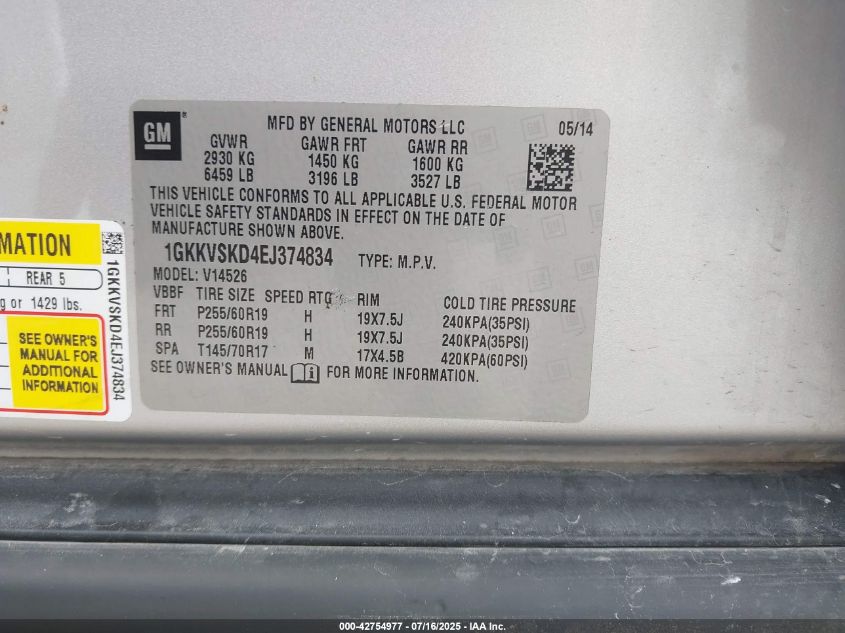 GM
®
MFD BY GENERAL MOTORS LLC
05/14
GVWR GAWR FRT GAWR RR
2930 KG 1450 KG 1600 KG
6459 LB 3196 LB 3527 LB
THIS VEHICLE CONFORMS TO ALL APPLICABLE U.S. FEDERAL MOTOR
VEHICLE SAFETY STANDARDS IN EFFECT ON THE DATE OF
MANUFACTURE SHOWN ABOVE.
1GKKVSKD4EJ374834 TYPE: M.P.V.
MODEL: V14526
VBBF TIRE SIZE SPEED RTG RIM COLD TIRE PRESSURE
FRT P255/60R19 H 19X7.5J 240KPA(35PSI)
RR P255/60R19 H 19X7.5J 240KPA(35PSI)
SPA T145/70R17 M 17X4.5B 420KPA(60PSI)
SEE OWNER'S MANUAL FOR MORE INFORMATION.
MATION
REAR 5
g or 1429 lbs.
SEE OWNER'S
MANUAL FOR
ADDITIONAL
INFORMATION
1GKKVSKD4EJ374834
000-42754977 - 07/16/2025 - IAA Inc.